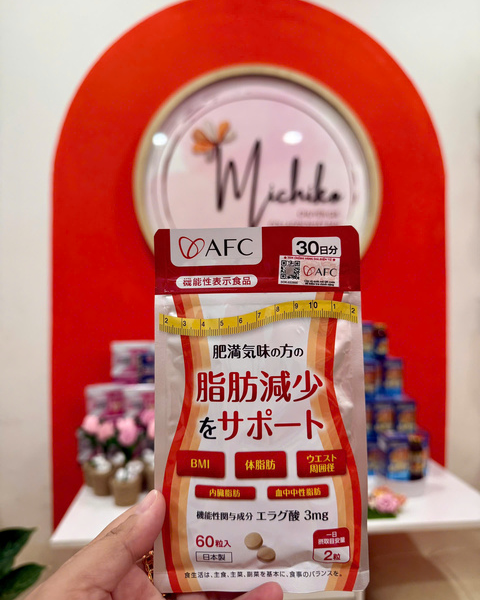 Michiko
AFC
30日分
AFC
機能性表示食品
1 2 3 4 5 6 7 8 9 10 1 2
肥満気味の方の
脂肪減少
をサポート
BMI
体脂肪
ウエスト
周囲径
内臓脂肪
血中中性脂肪
機能性関与成分 エラグ酸 3mg
60粒入
日本製
一日
摂取目安量
2粒
食生活は、主食、主菜、副菜を基本に、食事のバランスを。